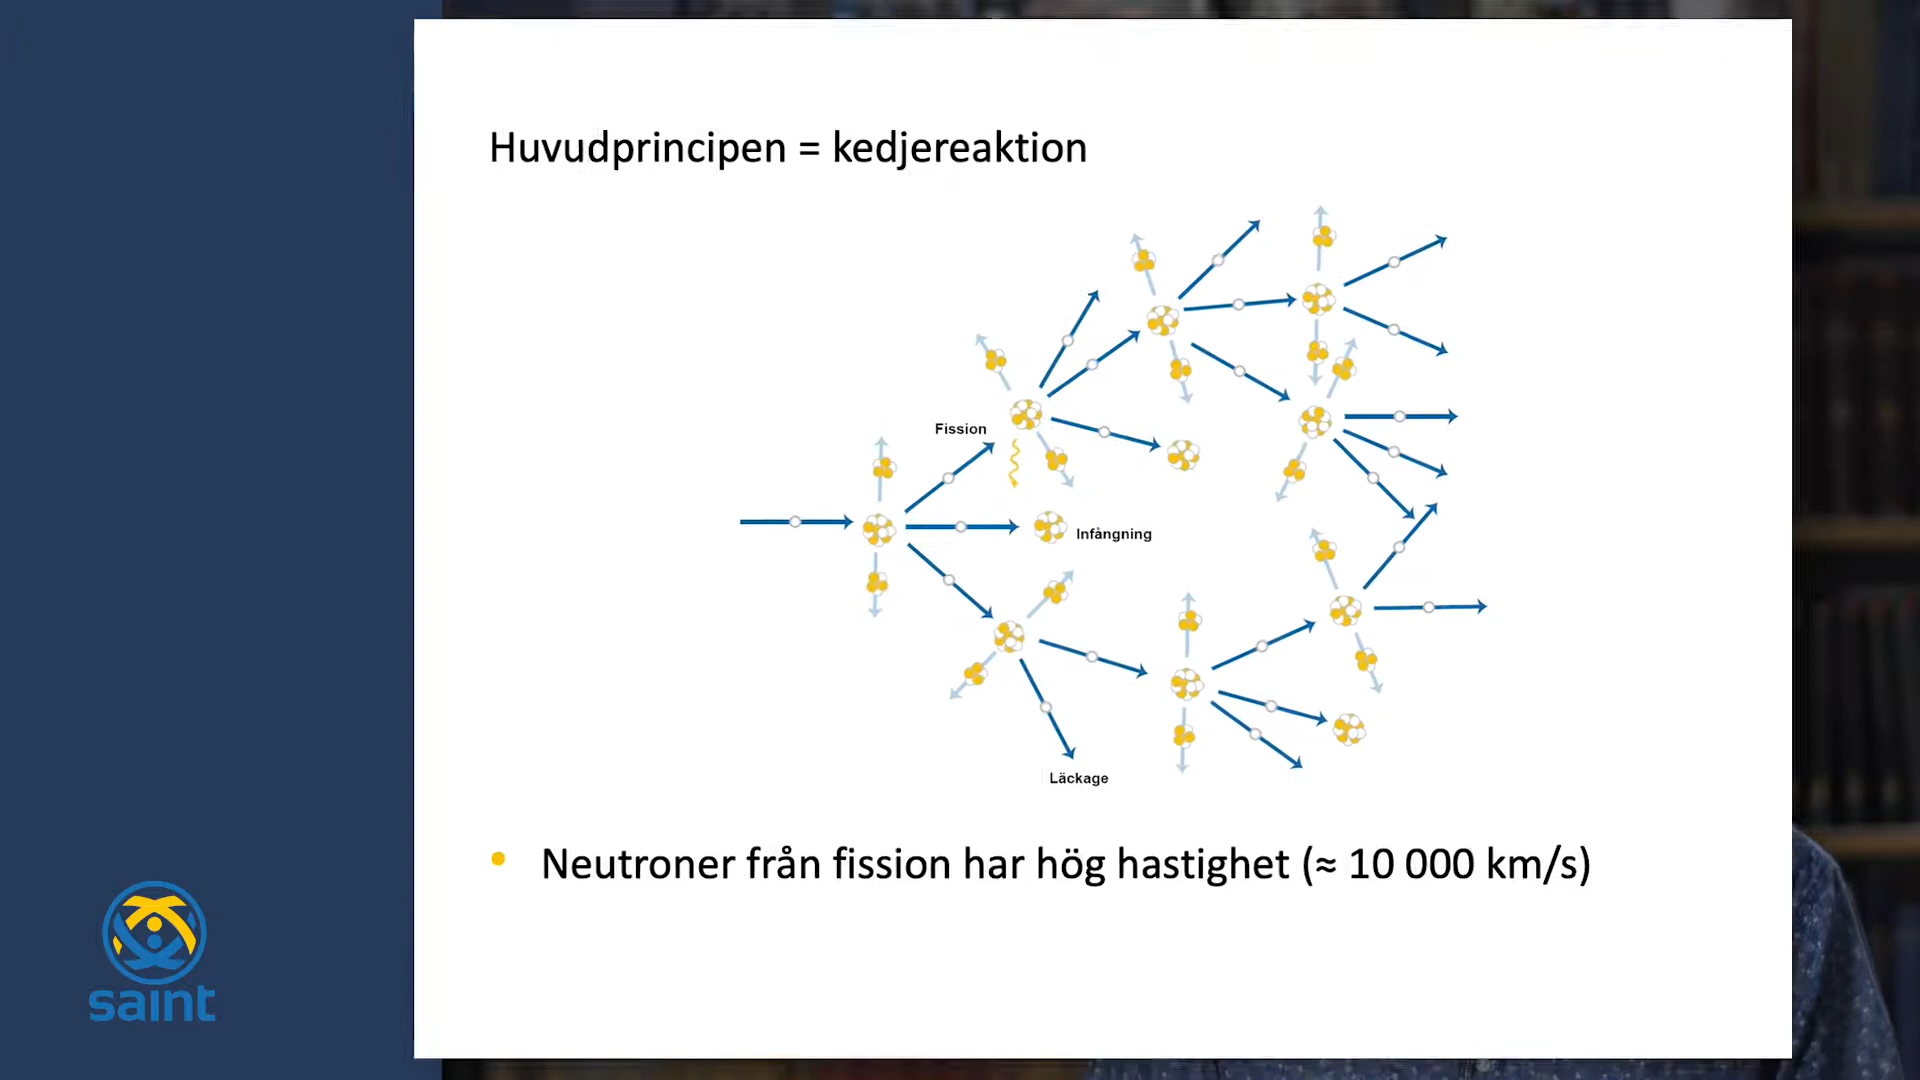 Huvudprincipen = kedjereaktion
Fission
Infångning
Läckage
• Neutroner från fission har hög hastighet (≈ 10 000 km/s)
saint